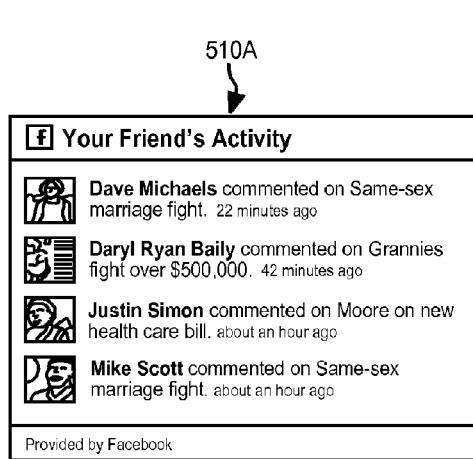 510A
f Your Friend's Activity
Dave Michaels commented on Same-sex
marriage fight. 22 minutes ago
Daryl Ryan Baily commented on Grannies
fight over $500,000. 42 minutes ago
Justin Simon commented on Moore on new
health care bill. about an hour ago
Mike Scott commented on Same-sex
marriage fight. about an hour ago
Provided by Facebook